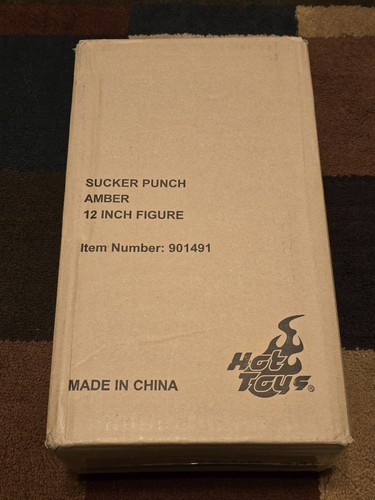 SUCKER PUNCH
AMBER
12 INCH FIGURE
Item Number: 901491
Hot
Toys®
MADE IN CHINA